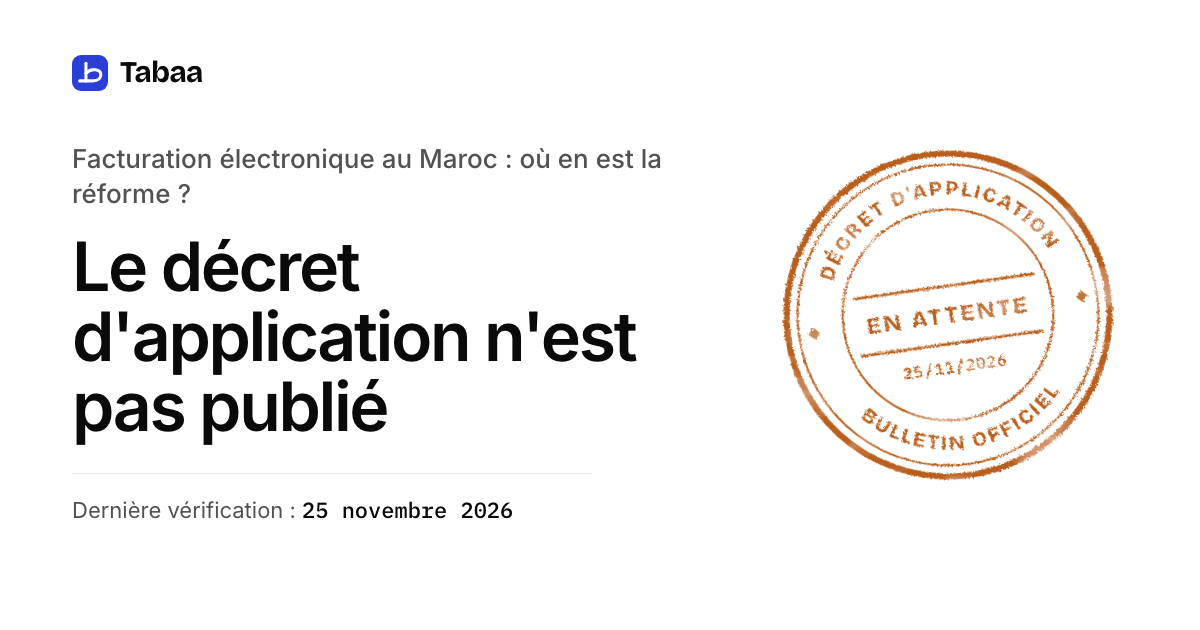 Tabaa
Facturation électronique au Maroc : où en est la
réforme ?
Le décret
d'application n'est
pas publié
Dernière vérification : 25 novembre 2026
DÉCRET D'APPLICATION
EN ATTENTE
25/11/2026
BULLETIN OFFICIEL